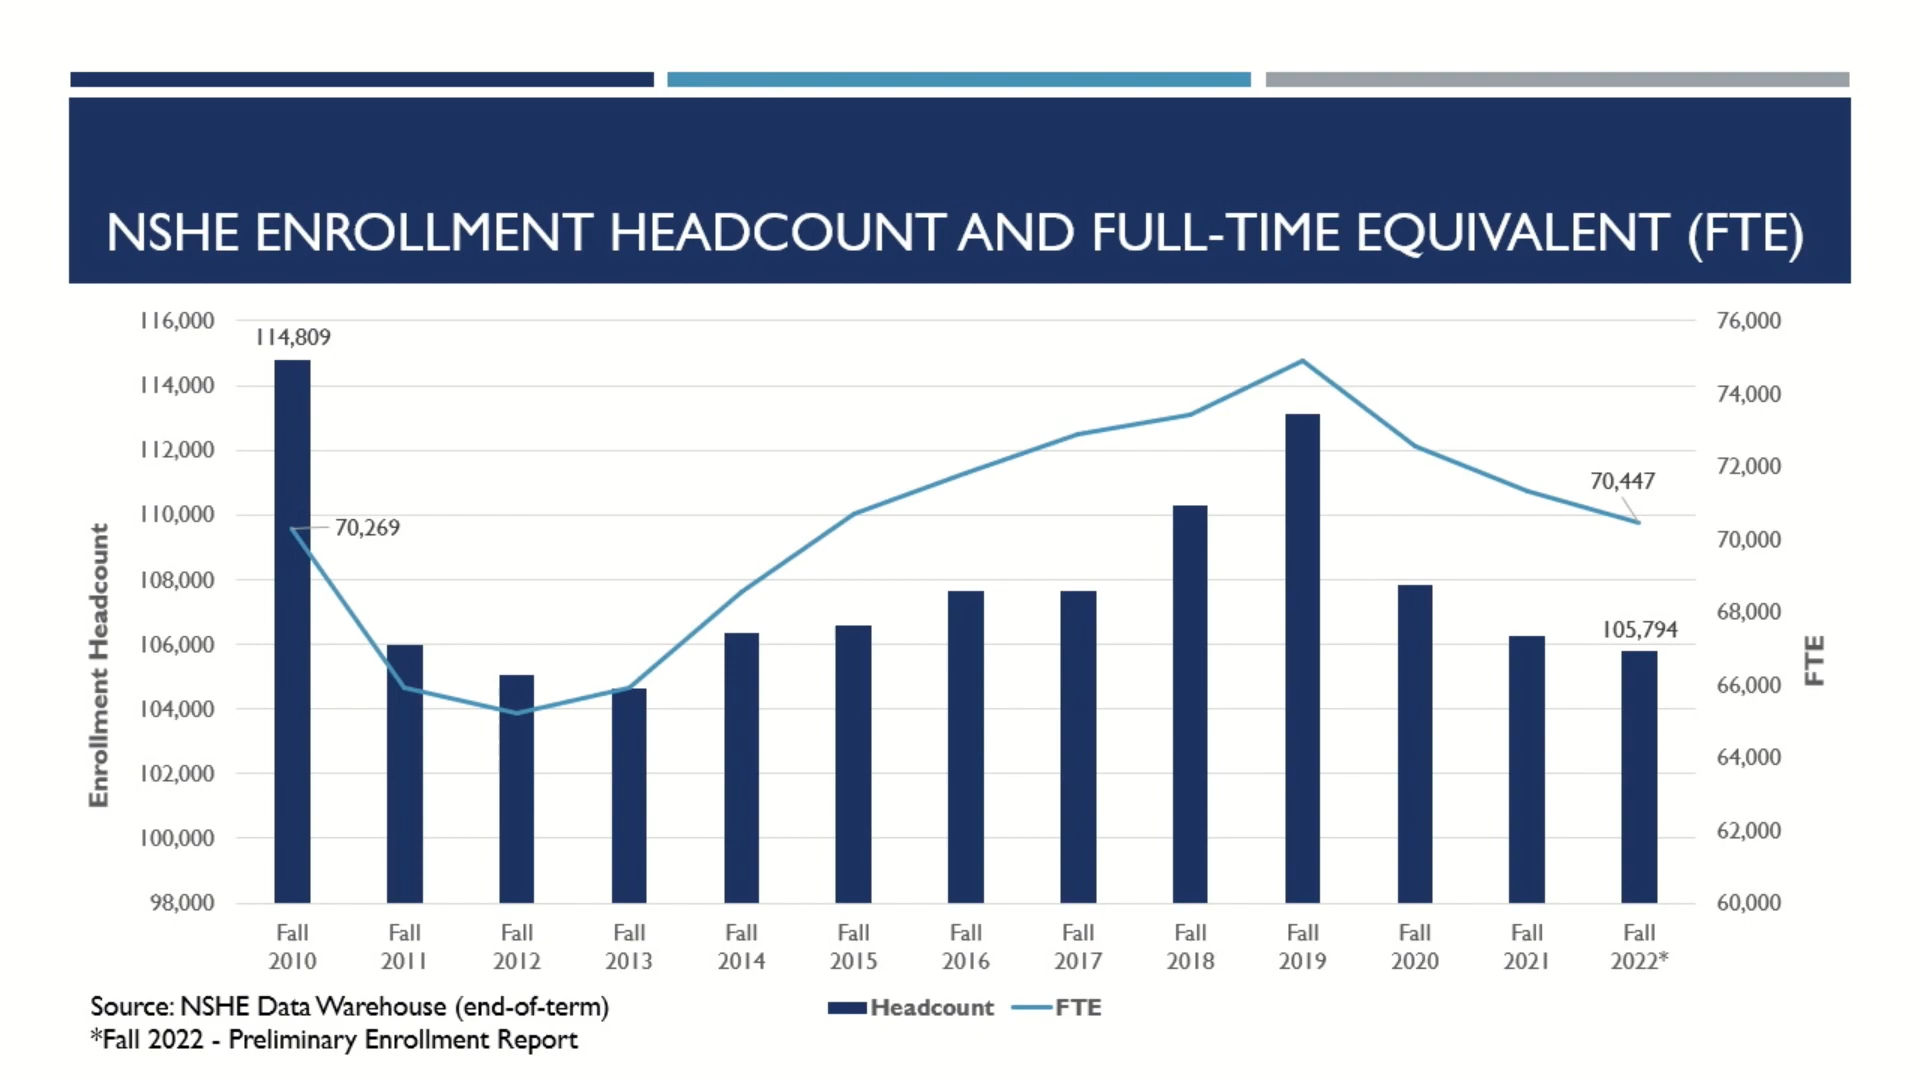 NSHE ENROLLMENT HEADCOUNT AND FULL-TIME EQUIVALENT (FTE)
116,000
114,000
112,000
110,000
108,000
106,000
104,000
102,000
100,000
98,000
Enrollment Headcount
114,809
70,269
70,447
105,794
76,000
74,000
72,000
70,000
68,000
66,000
64,000
62,000
60,000
FTE
Fall 2010
Fall 2011
Fall 2012
Fall 2013
Fall 2014
Fall 2015
Fall 2016
Fall 2017
Fall 2018
Fall 2019
Fall 2020
Fall 2021
Fall 2022*
Headcount
FTE
Source: NSHE Data Warehouse (end-of-term)
*Fall 2022 - Preliminary Enrollment Report